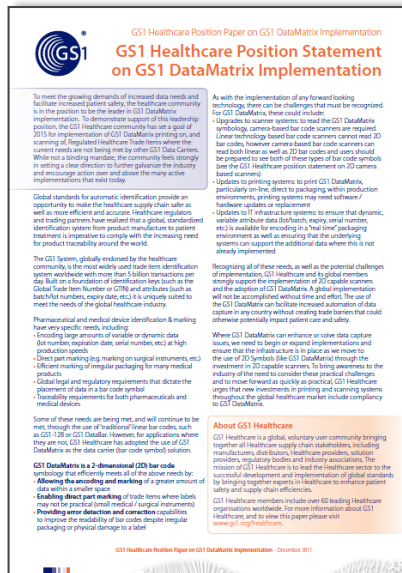 GS1 Healthcare Position Paper on GS1 DataMatrix Implementation
GS1
GS1 Healthcare Position Statement
on GS1 DataMatrix Implementation
To meet the growing demands of increased data needs and
facilitate increased patient safety, the healthcare community
is in the position to be the leader in GS1 DataMatrix
implementation. To demonstrate support of this leadership
position, the GS1 Healthcare community has set a goal of
2015 for implementation of GS1 DataMatrix printing on, and
scanning of, Regulated Healthcare Trade Items where the
current needs are not being met by other GS1 Data Carriers.
While not a binding mandate, the community feels strongly
in setting a clear direction to further galvanize the industry
and encourage action over and above the many active
implementations that exist today.
Global standards for automatic identification provide an
opportunity to make the healthcare supply chain safer as
well as more efficient and accurate. Healthcare regulators
and trading partners have realized that a global, standardized
identification system from product manufacture to patient
treatment is imperative to comply with the increasing need
for product traceability around the world.
The GS1 System, globally endorsed by the healthcare
community, is the most widely used trade item identification
system worldwide with more than 5 billion transactions per
day. Built on a foundation of identification keys (such as the
Global Trade Item Number or GTIN) and attributes (such as
batch/lot numbers, expiry date, etc.) it is uniquely suited to
meet the needs of the global healthcare industry.
Pharmaceutical and medical device identification & marking
have very specific needs, including:
• Encoding large amounts of variable or dynamic data
(lot number, expiration date, serial number, etc.) at high
production speeds
• Direct part marking (e.g. marking on surgical instruments, etc.)
• Efficient marking of irregular packaging for many medical
products
• Global legal and regulatory requirements that dictate the
placement of data in a bar code symbol
• Traceability requirements for both pharmaceuticals and
medical devices
Some of these needs are being met, and will continue to be
met, through the use of "traditional" linear bar codes, such
as GS1-128 or GS1 DataBar. However, for applications where
they are not, GS1 Healthcare has adopted the use of GS1
DataMatrix as the data carrier (bar code symbol) solution.
GS1 DataMatrix is a 2-dimensional (2D) bar code
symbology that efficiently meets all of the above needs by:
• Allowing the encoding and marking of a greater amount of
data within a smaller space
• Enabling direct part marking of trade items where labels
may not be practical (small medical / surgical instruments)
• Providing error detection and correction capabilities
to improve the readability of bar codes despite irregular
packaging or physical damage to a label
As with the implementation of any forward looking
technology, there can be challenges that must be recognized.
For GS1 DataMatrix, these could include:
• Upgrades to scanner systems: to read the GS1 DataMatrix
symbology, camera-based bar code scanners are required.
Linear technology based bar code scanners cannot read 2D
bar codes, however camera-based bar code scanners can
read both linear as well as 2D bar codes and users should
be prepared to see both of these types of bar code symbols
(see the GS1 Healthcare position statement on 2D camera
based scanners)
• Updates to printing systems: to print GS1 DataMatrix,
particularly on-line, direct to packaging, within production
environments, printing systems may need software /
hardware updates or replacement
• Updates to IT infrastructure systems: to ensure that dynamic,
variable attribute data (lot/batch, expiry, serial number,
etc.) is available for encoding in a "real time" packaging
environment as well as ensuring that the underlying
systems can support the additional data where this is not
already implemented
Recognizing all of these needs, as well as the potential challenges
of implementation, GS1 Healthcare and its global members
strongly support the implementation of 2D capable scanners
and the adoption of GS1 DataMatrix. A global implementation
will not be accomplished without time and effort. The use of
the GS1 DataMatrix can facilitate increased automation of data
capture in any country without creating trade barriers that could
otherwise potentially impact patient care and safety.
Where GS1 DataMatrix can enhance or solve data capture
issues, we need to begin or expand implementations and
ensure that the infrastructure is in place as we move to
the use of 2D Symbols (like GS1 DataMatrix) through the
investment in 2D capable scanners. To bring awareness to the
industry of the need to consider these practical challenges
and to move forward as quickly as practical, GS1 Healthcare
urges that new investments in printing and scanning systems
throughout the global healthcare market include compliancy
to GS1 DataMatrix.
About GS1 Healthcare
GS1 Healthcare is a global, voluntary user community bringing
together all Healthcare supply chain stakeholders, including
manufacturers, distributors, Healthcare providers, solution
providers, regulatory bodies and industry associations. The
mission of GS1 Healthcare is to lead the Healthcare sector to the
successful development and implementation of global standards
by bringing together experts in Healthcare to enhance patient
safety and supply chain efficiencies.
GS1 Healthcare members include over 60 leading Healthcare
organisations worldwide. For more information about GS1
Healthcare, and to view this paper please visit:
www.gs1.org/healthcare.
GS1 Healthcare Position Paper on GS1 DataMatrix Implementation - December 2011